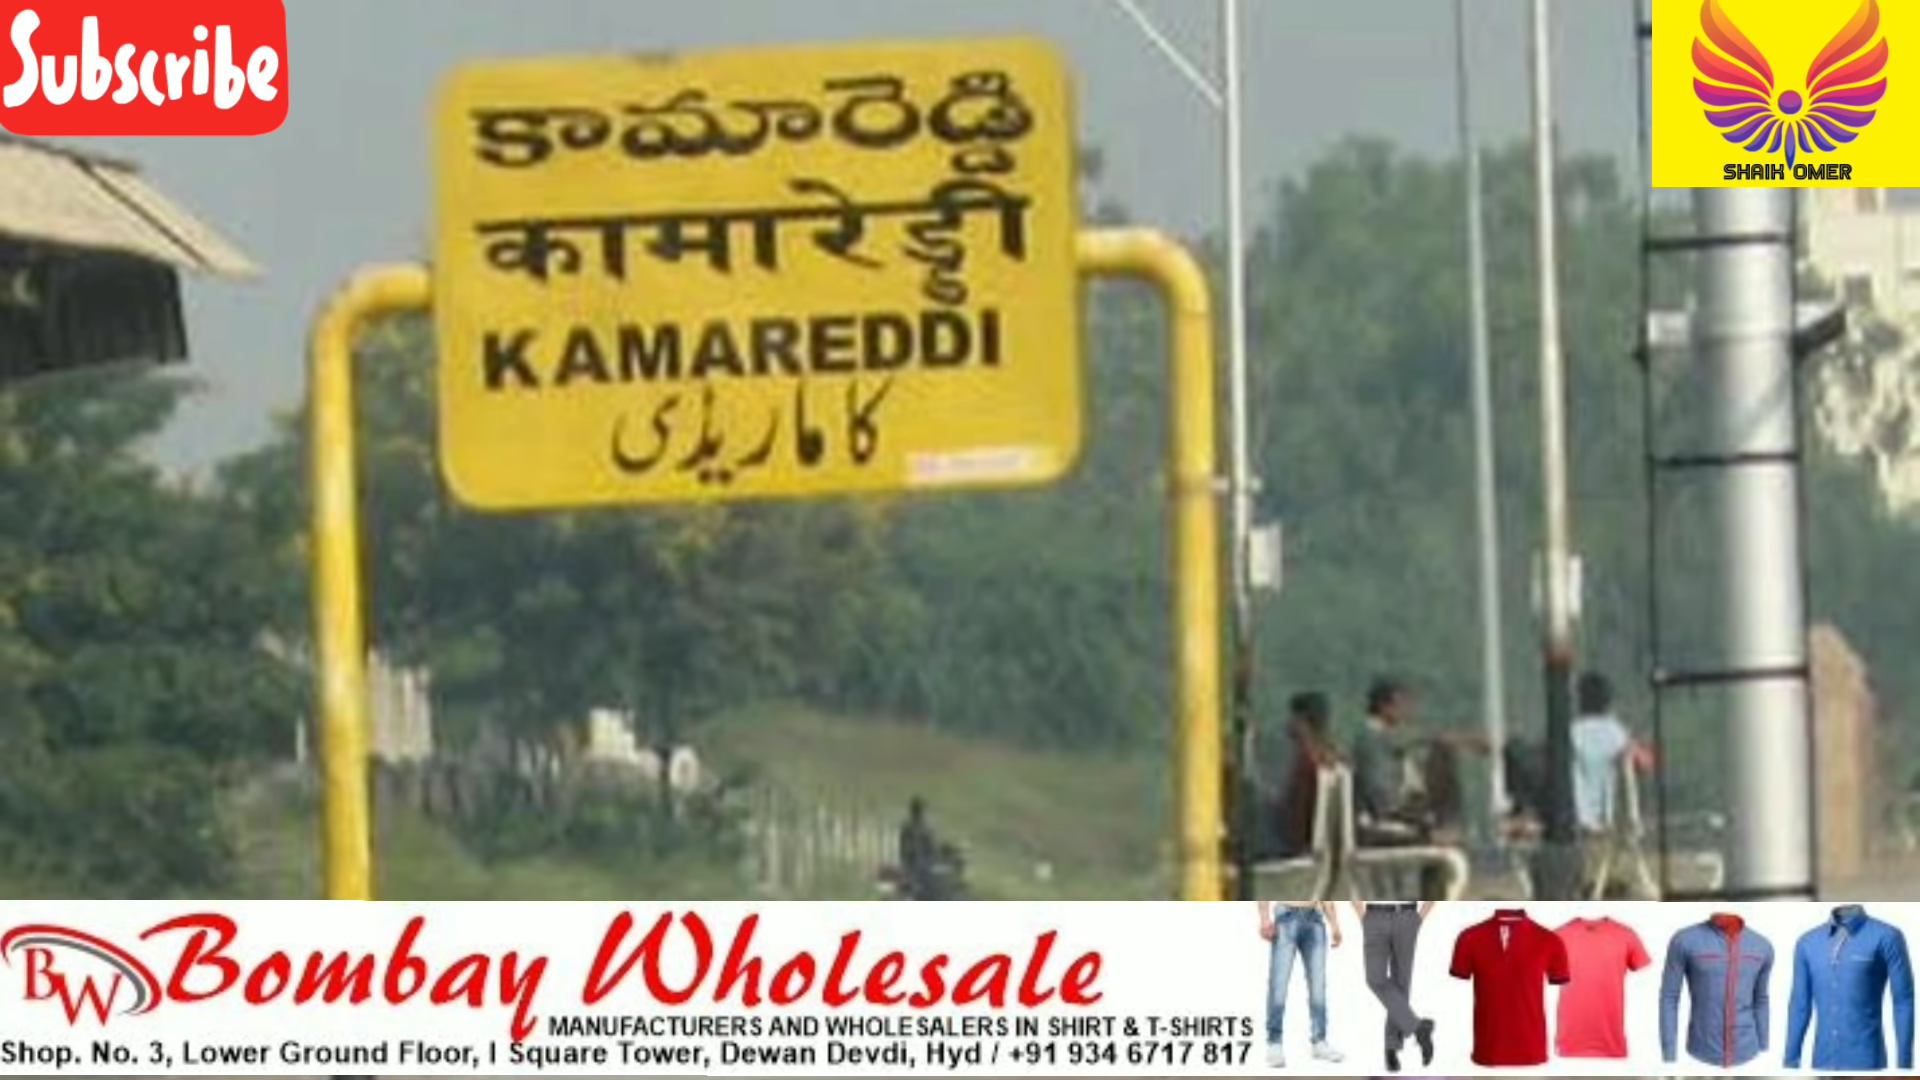 Subscribe
SHAIK OMER
కామారెడ్డి
कामारेड्डी
KAMAREDDI
کاماریڈی
BW Bombay Wholesale
MANUFACTURERS AND WHOLESALERS IN SHIRT & T-SHIRTS
Shop. No. 3, Lower Ground Floor, I Square Tower, Dewan Devdi, Hyd / +91 934 6717 817